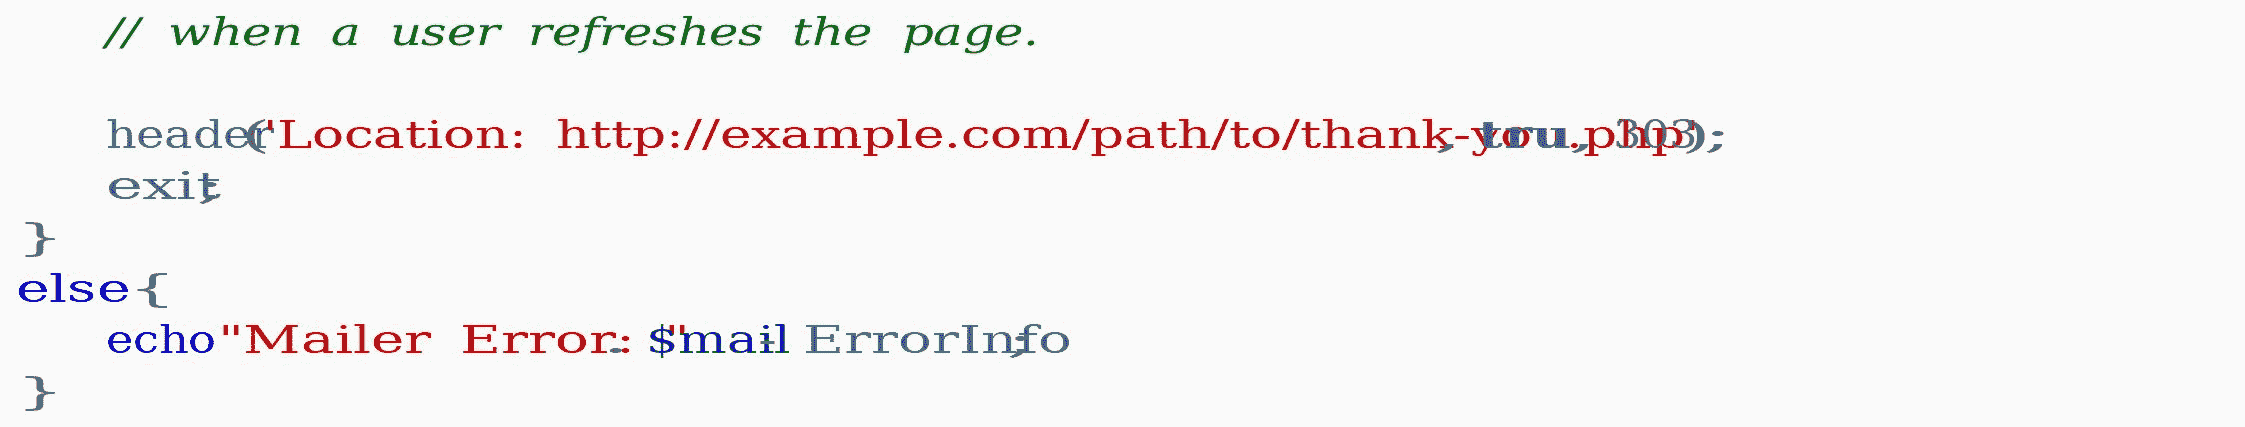 // when a user refreshes the page.
header('Location: http://example.com/path/to/thank-you.php', tru, 303);
exit;
}
else{
echo "Mailer Error: " . $mail-ErrorInfo;
}